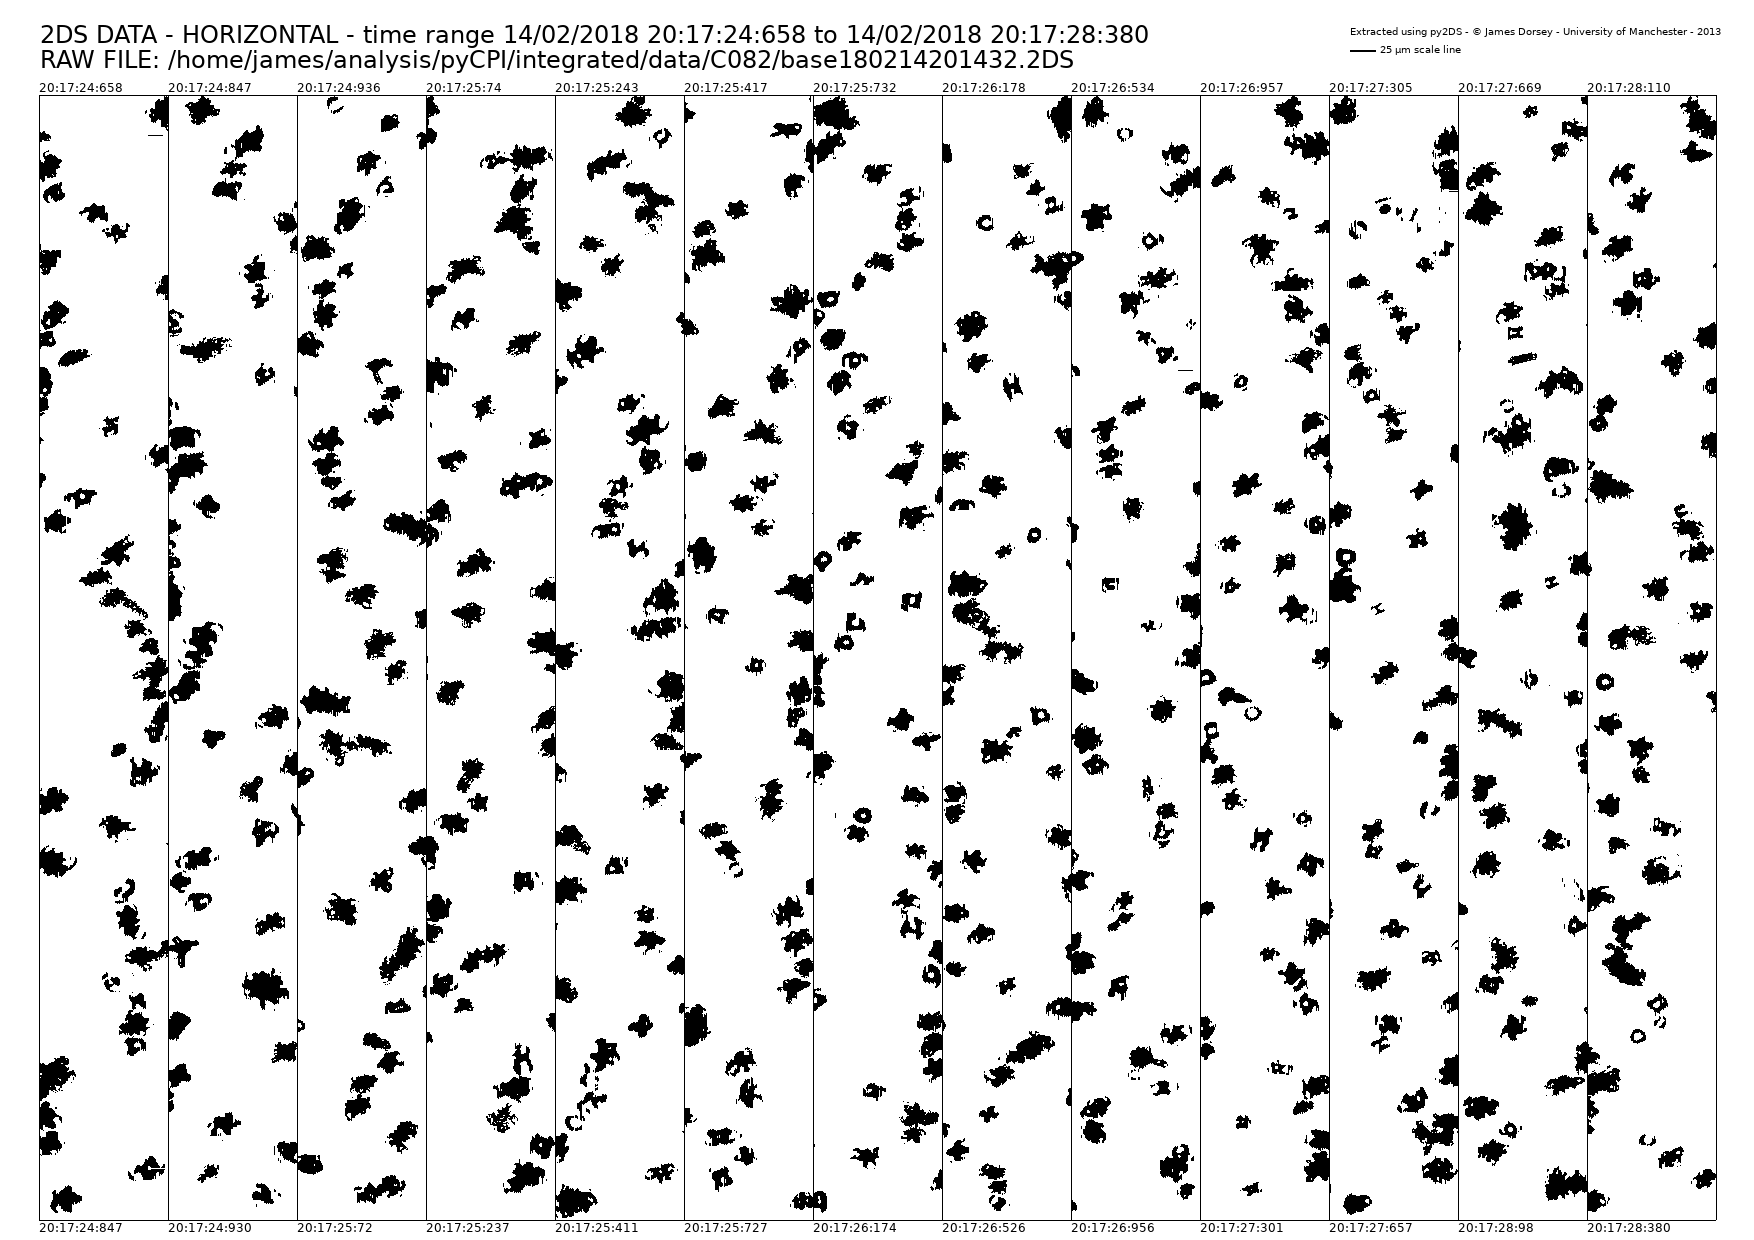 2DS DATA - HORIZONTAL - time range 14/02/2018 20:17:24:658 to 14/02/2018 20:17:28:380
RAW FILE: /home/james/analysis/pyCPI/integrated/data/C082/base180214201432.2DS
Extracted using py2DS - © James Dorsey - University of Manchester - 2013
25 µm scale line
20:17:24:658 20:17:24:847 20:17:24:936 20:17:25:74 20:17:25:243 20:17:25:417 20:17:25:732 20:17:26:178 20:17:26:534 20:17:26:957 20:17:27:305 20:17:27:669 20:17:28:110
20:17:24:847 20:17:24:930 20:17:25:72 20:17:25:237 20:17:25:411 20:17:25:727 20:17:26:174 20:17:26:526 20:17:26:956 20:17:27:301 20:17:27:657 20:17:28:98 20:17:28:380